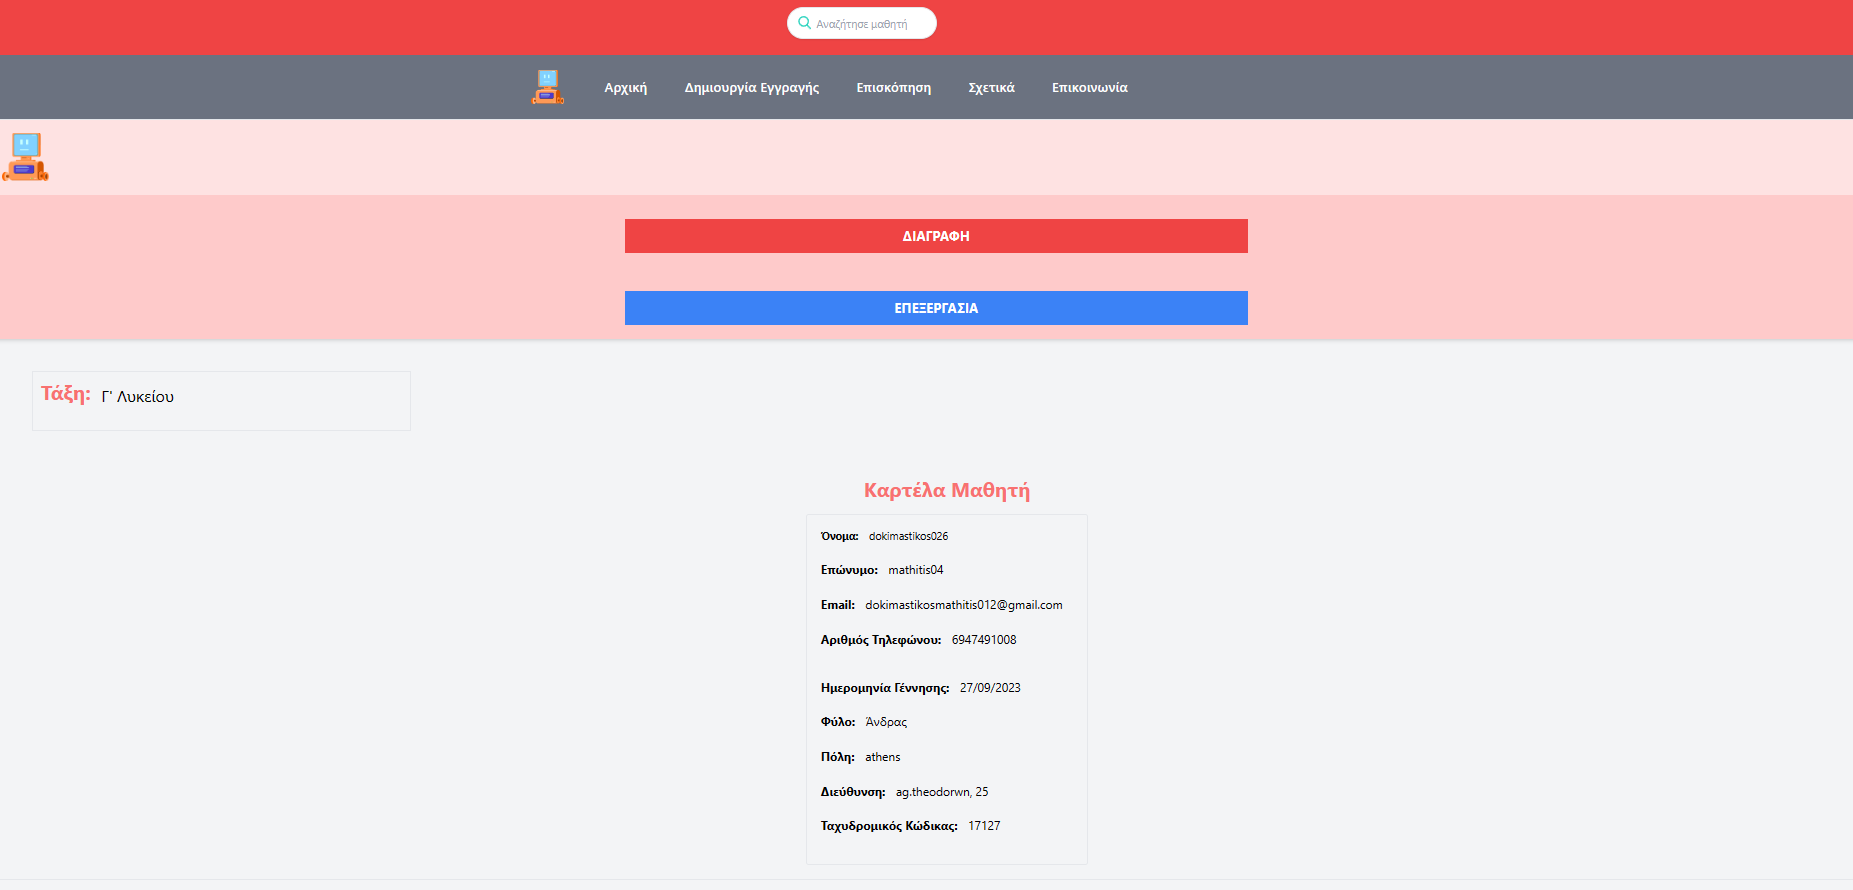 Αναζήτησε μαθητή
Αρχική Δημιουργία Εγγραγής Επισκόπηση Σχετικά Επικοινωνία
ΔΙΑΓΡΑΦΗ
ΕΠΕΞΕΡΓΑΣΙΑ
Τάξη: Γ' Λυκείου
Καρτέλα Μαθητή
Όνομα: dokimastikos026
Επώνυμο: mathitis04
Email: dokimastikosmathitis012@gmail.com
Αριθμός Τηλεφώνου: 6947491008
Ημερομηνία Γέννησης: 27/09/2023
Φύλο: Άνδρας
Πόλη: athens
Διεύθυνση: ag.theodorwn, 25
Ταχυδρομικός Κώδικας: 17127